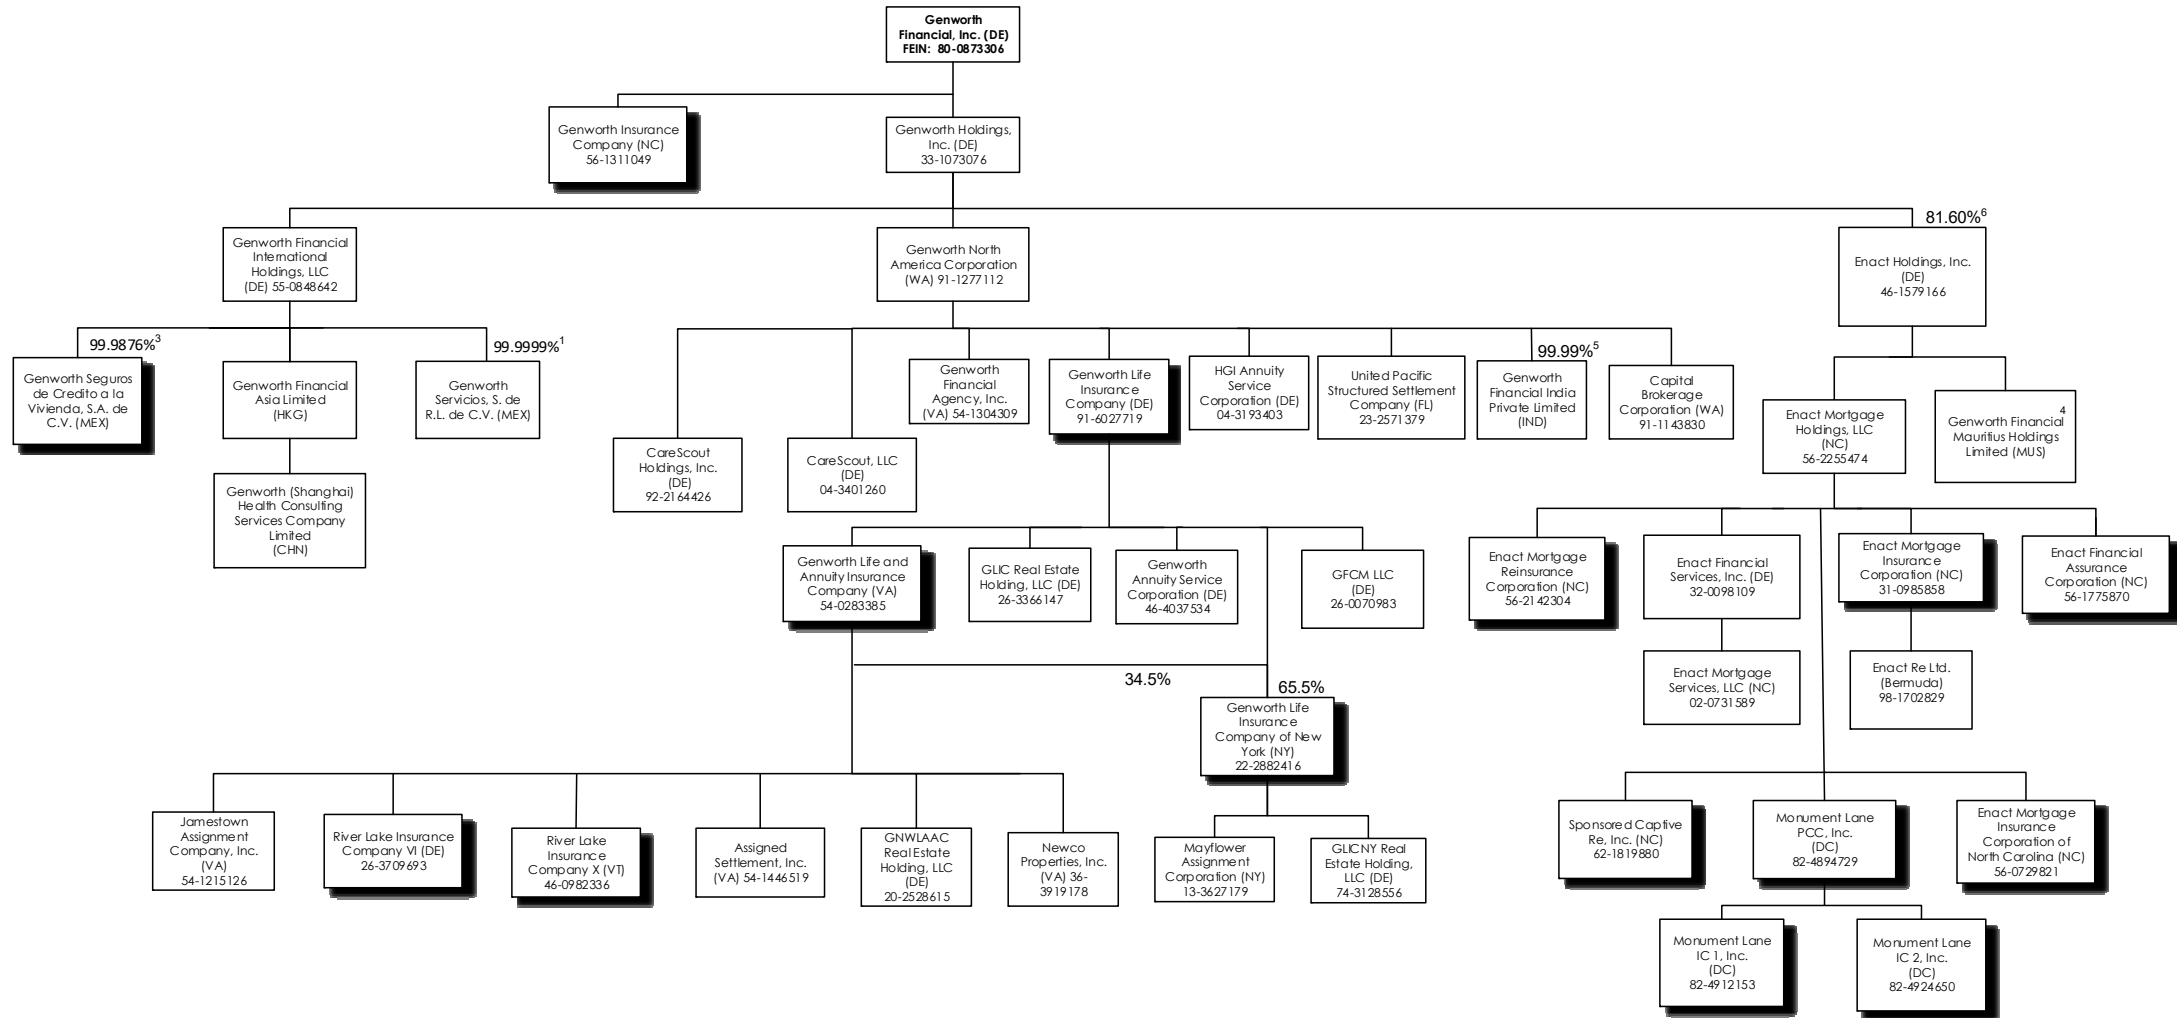 Genworth
Financial, Inc. (DE)
FEIN: 80-0873306
Genworth Insurance
Company (NC)
56-1311049
Genworth Holdings,
Inc. (DE)
33-1073076
Genworth Financial
International
Holdings, LLC
(DE) 55-0848642
Genworth North
America Corporation
(WA) 91-1277112
81.60%6
Enact Holdings, Inc.
(DE)
46-1579166
99.9876%3
Genworth Seguros
de Credito a la
Vivienda, S.A. de
C.V. (MEX)
Genworth Financial
Asia Limited
(HKG)
99.9999%1
Genworth
Servicios, S. de
R.L. de C.V. (MEX)
Genworth (Shanghai)
Health Consulting
Services Company
Limited
(CHN)
CareScout
Holdings, Inc.
(DE)
92-2164426
CareScout, LLC
(DE)
04-3401260
Genworth
Financial
Agency, Inc.
(VA) 54-1304309
Genworth Life
Insurance
Company (DE)
91-6027719
HGI Annuity
Service
Corporation (DE)
04-3193403
United Pacific
Structured Settlement
Company (FL)
23-2571379
99.99%5
Genworth
Financial India
Private Limited
(IND)
Capital
Brokerage
Corporation (WA)
91-1143830
Enact Mortgage
Holdings, LLC
(NC)
56-2255474
4
Genworth Financial
Mauritius Holdings
Limited (MUS)
Genworth Life and
Annuity Insurance
Company (VA)
54-0283385
GLIC Real Estate
Holding, LLC (DE)
26-3366147
Genworth
Annuity Service
Corporation (DE)
46-4037534
GFCM LLC
(DE)
26-0070983
Enact Mortgage
Reinsurance
Corporation (NC)
56-2142304
Enact Financial
Services, Inc. (DE)
32-0098109
Enact Mortgage
Insurance
Corporation (NC)
31-0985858
Enact Financial
Assurance
Corporation (NC)
56-1775870
34.5%
65.5%
Genworth Life
Insurance
Company of New
York (NY)
22-2882416
Enact Mortgage
Services, LLC (NC)
02-0731589
Enact Re Ltd.
(Bermuda)
98-1702829
Jamestown
Assignment
Company, Inc.
(VA)
54-1215126
River Lake Insurance
Company VI (DE)
26-3709693
River Lake
Insurance
Company X (VT)
46-0982336
Assigned
Settlement, Inc.
(VA) 54-1446519
GNWLAAC
Real Estate
Holding, LLC
(DE)
20-2528615
Newco
Properties, Inc.
(VA) 36-
3919178
Mayflower
Assignment
Corporation (NY)
13-3627179
GLICNY Real
Estate Holding,
LLC (DE)
74-3128556
Sponsored Captive
Re, Inc. (NC)
62-1819880
Monument Lane
PCC, Inc.
(DC)
82-4894729
Enact Mortgage
Insurance
Corporation of
North Carolina (NC)
56-0729821
Monument Lane
IC 1, Inc.
(DC)
82-4912153
Monument Lane
IC 2, Inc.
(DC)
82-4924650